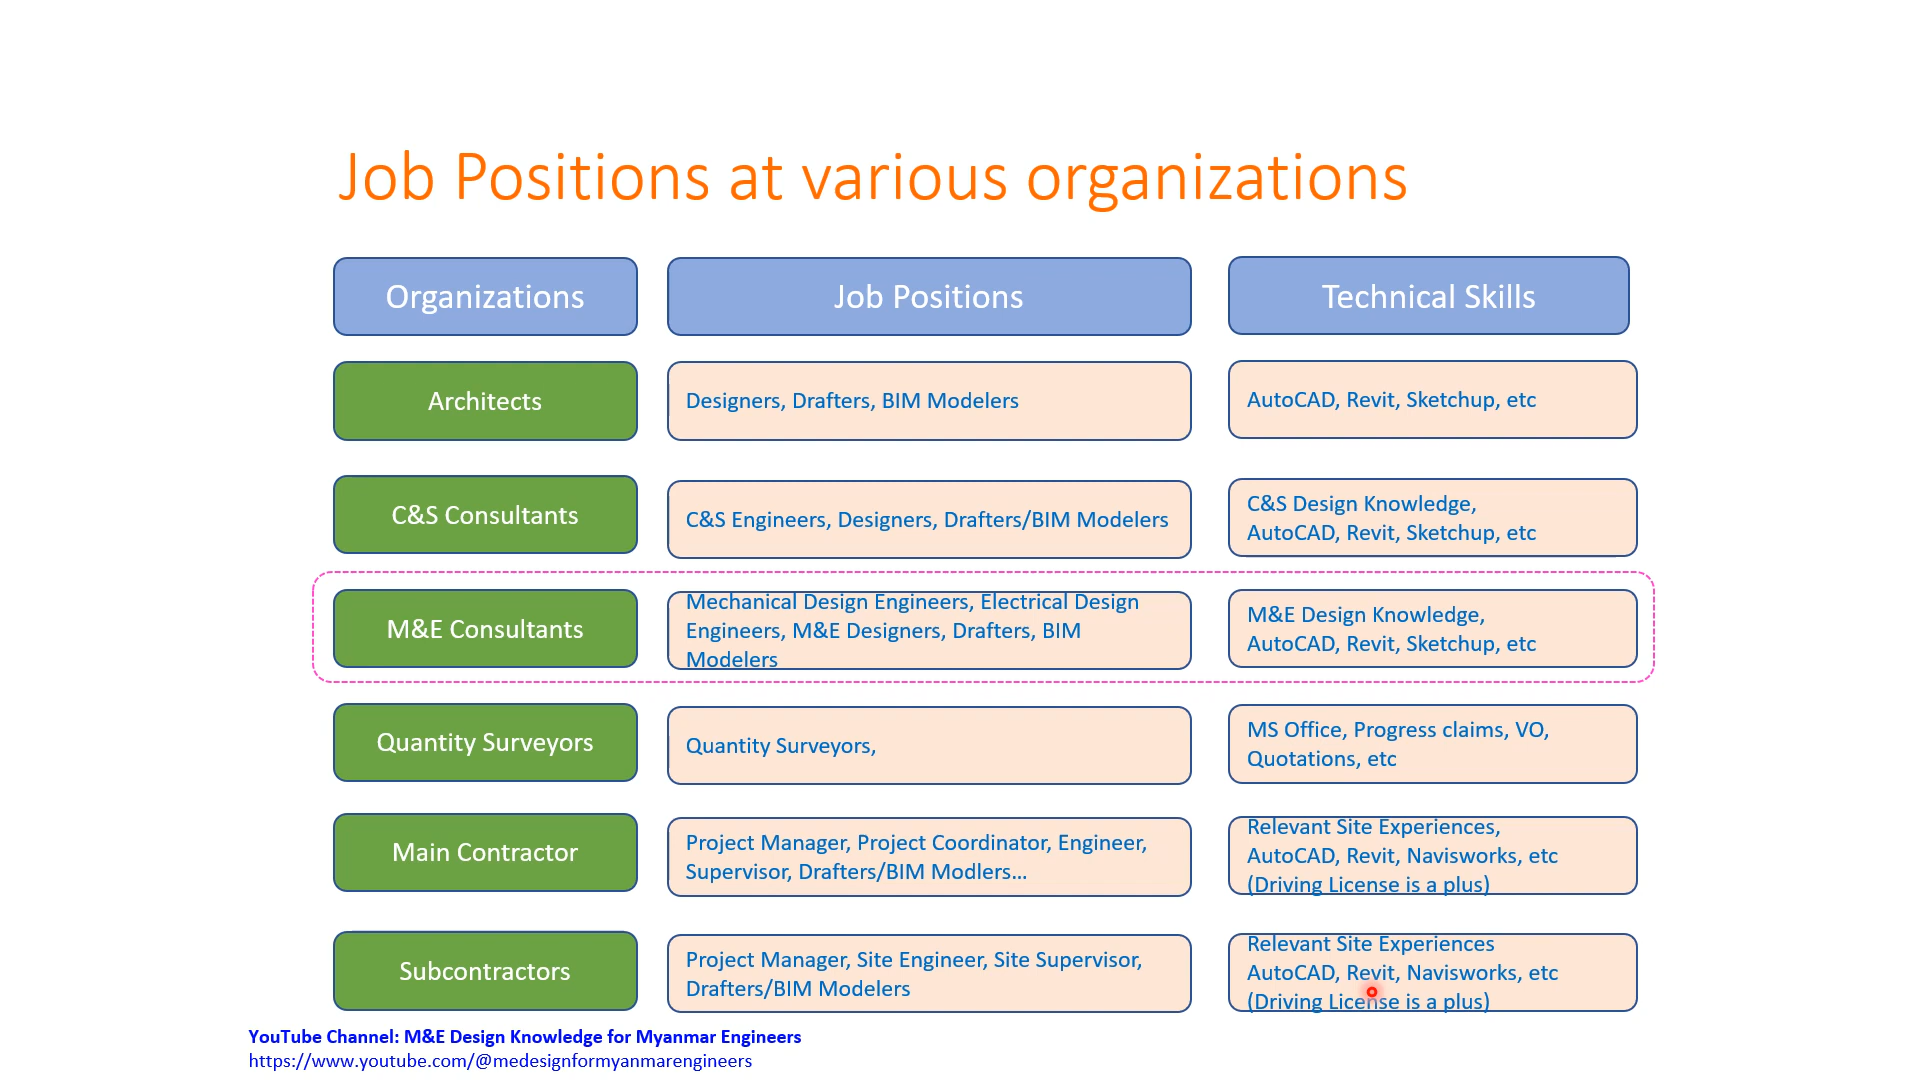 Job Positions at various organizations
Organizations
Job Positions
Technical Skills
Architects
Designers, Drafters, BIM Modelers
AutoCAD, Revit, Sketchup, etc
C&S Consultants
C&S Engineers, Designers, Drafters/BIM Modelers
C&S Design Knowledge,
AutoCAD, Revit, Sketchup, etc
M&E Consultants
Mechanical Design Engineers, Electrical Design
Engineers, M&E Designers, Drafters, BIM
Modelers
M&E Design Knowledge,
AutoCAD, Revit, Sketchup, etc
Quantity Surveyors
Quantity Surveyors,
MS Office, Progress claims, VO,
Quotations, etc
Main Contractor
Project Manager, Project Coordinator, Engineer,
Supervisor, Drafters/BIM Modlers...
Relevant Site Experiences,
AutoCAD, Revit, Navisworks, etc
(Driving License is a plus)
Subcontractors
Project Manager, Site Engineer, Site Supervisor,
Drafters/BIM Modelers
Relevant Site Experiences
AutoCAD, Revit, Navisworks, etc
(Driving License is a plus)
YouTube Channel: M&E Design Knowledge for Myanmar Engineers
https://www.youtube.com/@medesignformyanmarengineers